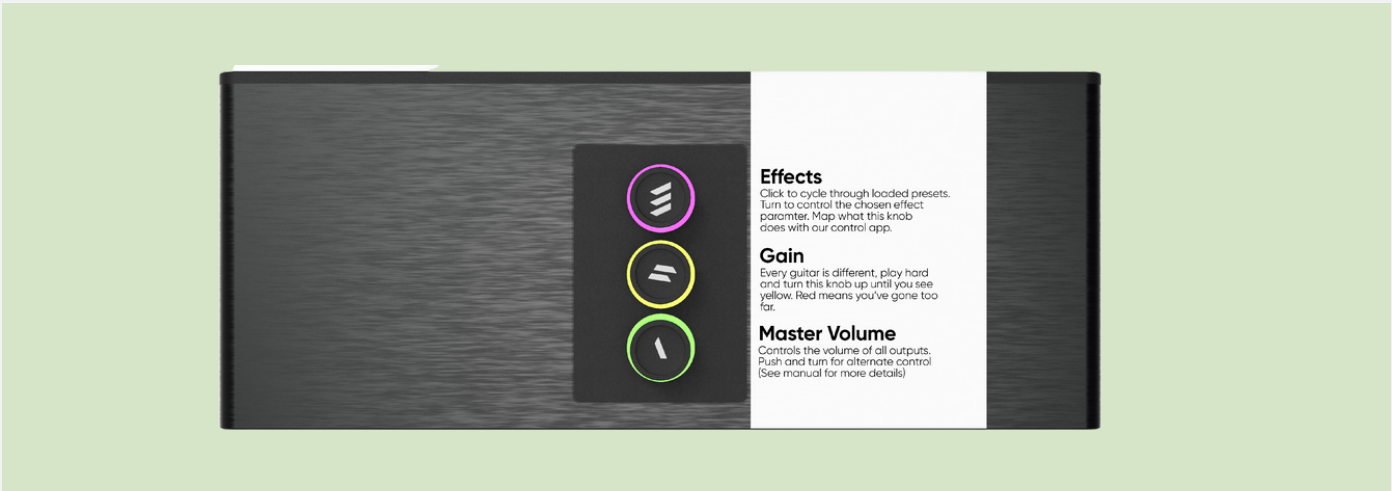 Effects
Click to cycle through loaded presets.
Turn to control the chosen effect
paramter. Map what this knob
does with our control app.
Gain
Every guitar is different, play hard
and turn this knob up until you see
yellow. Red means you've gone too
far.
Master Volume
Controls the volume of all outputs.
Push and turn for alternate control
(See manual for more details)